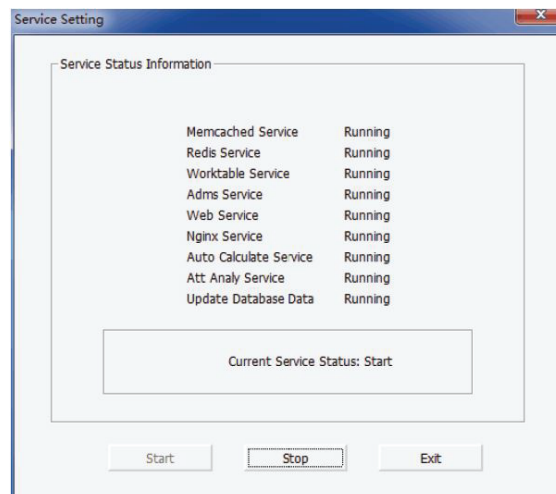 Service Setting
Service Status Information
Memcached Service Running
Redis Service Running
Worktable Service Running
Adms Service Running
Web Service Running
Nginx Service Running
Auto Calculate Service Running
Att Analy Service Running
Update Database Data Running
Current Service Status: Start
Start Stop Exit